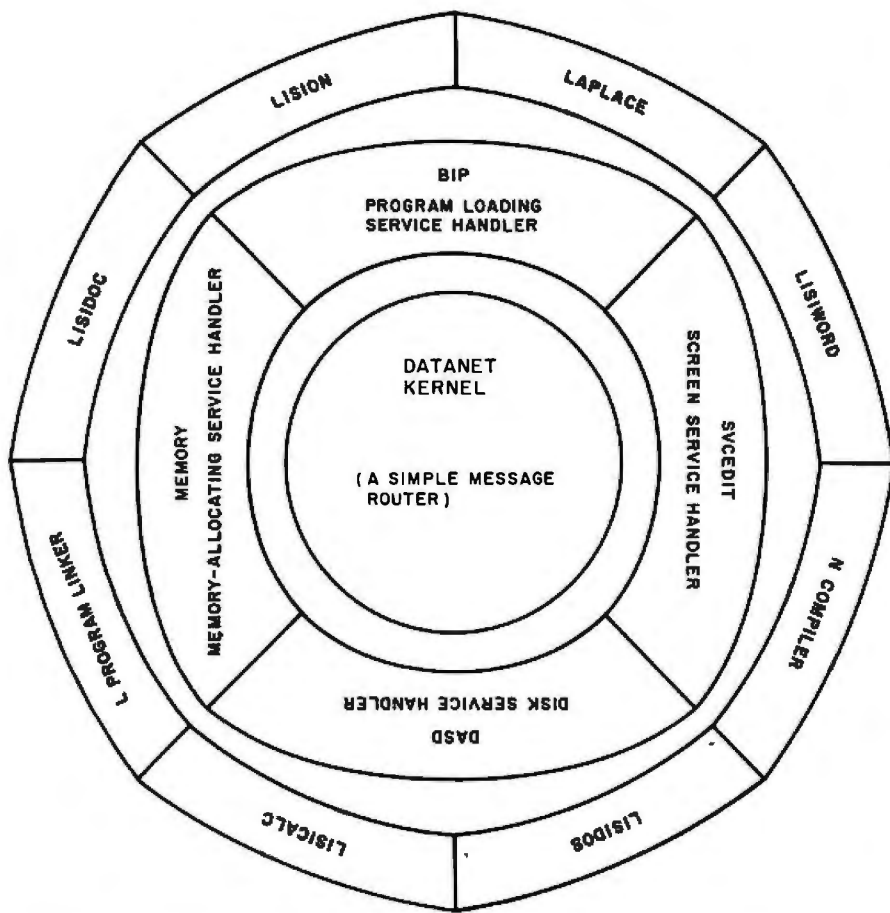 LISION
LAPLACE
LISIWORD
N COMPILER
LISIDOS
LISICALC
L PROGRAM LINKER
LISIDOC
BIP
PROGRAM LOADING
SERVICE HANDLER
SVCEDIT
SCREEN SERVICE HANDLER
DASD
DISK SERVICE HANDLER
MEMORY
MEMORY-ALLOCATING SERVICE HANDLER
DATANET
KERNEL
(A SIMPLE MESSAGE
ROUTER)